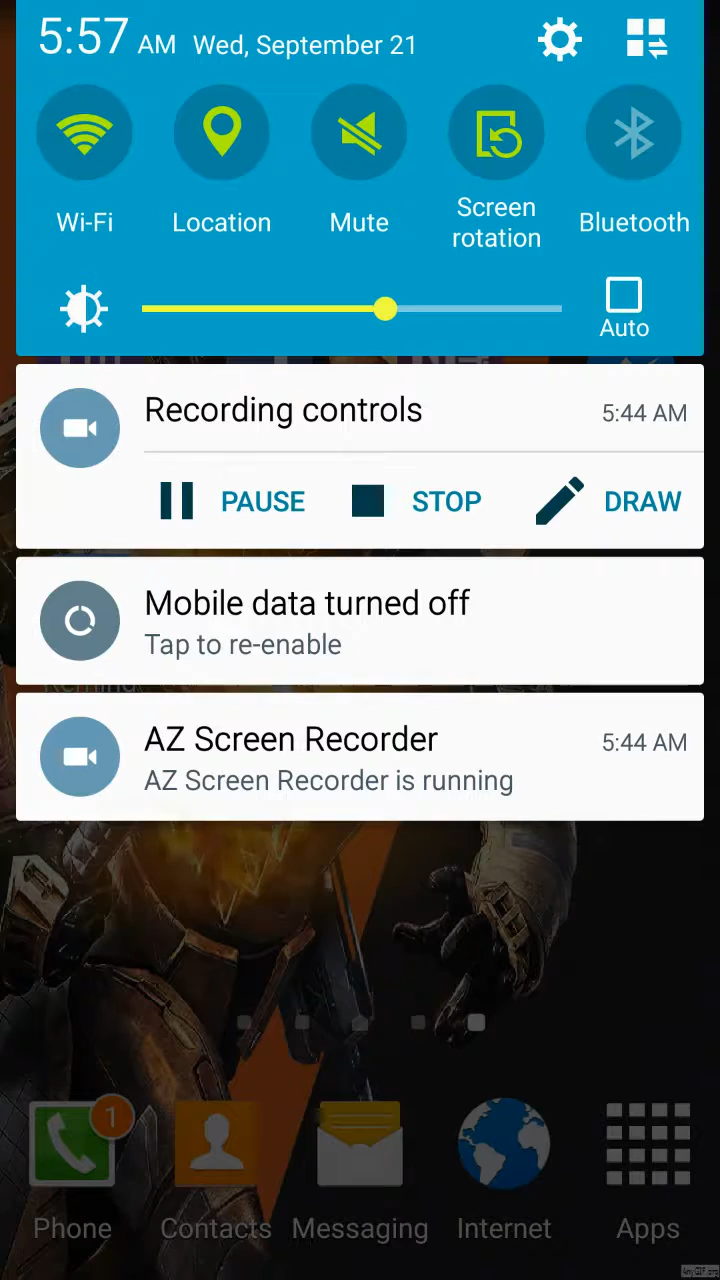 5:57 AM Wed, September 21
Wi-Fi
Location
Mute
Screen
rotation
Bluetooth
Auto
Recording controls 5:44 AM
PAUSE STOP DRAW
Mobile data turned off
Tap to re-enable
AZ Screen Recorder 5:44 AM
AZ Screen Recorder is running
1
Phone Contacts Messaging Internet Apps